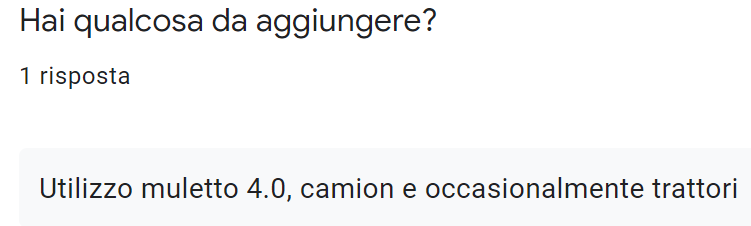 Hai qualcosa da aggiungere?
1 risposta
Utilizzo muletto 4.0, camion e occasionalmente trattori